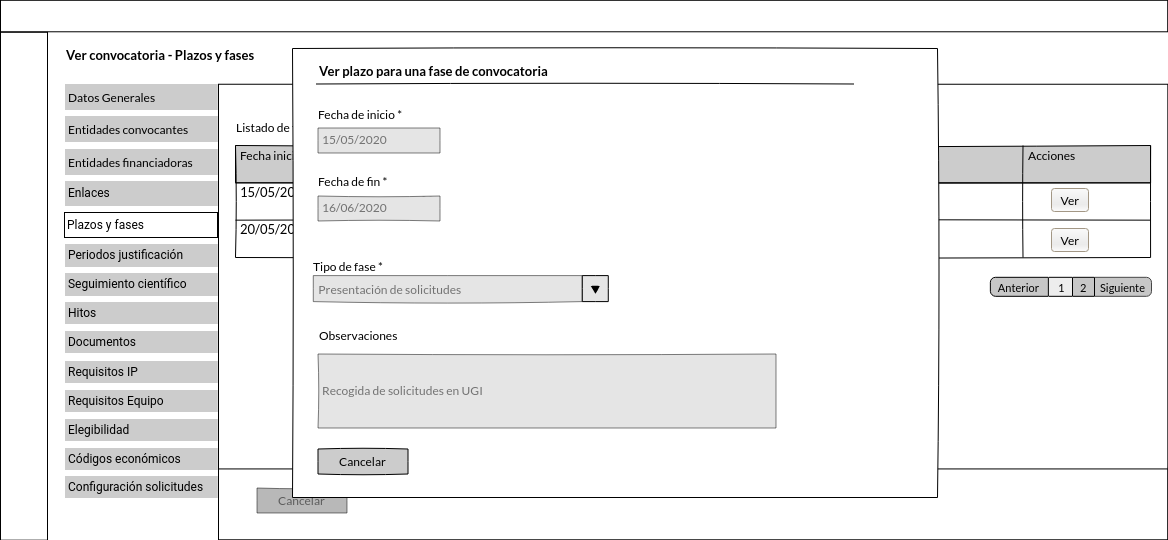 Ver convocatoria - Plazos y fases
Datos Generales
Entidades convocantes
Entidades financiadoras
Enlaces
Plazos y fases
Periodos justificación
Seguimiento científico
Hitos
Documentos
Requisitos IP
Requisitos Equipo
Elegibilidad
Códigos económicos
Configuración solicitudes
Listado de
Fecha inic
Acciones
15/05/20
Ver
20/05/20
Ver
Anterior 1 2 Siguiente
Cancelar
Ver plazo para una fase de convocatoria
Fecha de inicio *
15/05/2020
Fecha de fin *
16/06/2020
Tipo de fase *
Presentación de solicitudes
Observaciones
Recogida de solicitudes en UGI
Cancelar